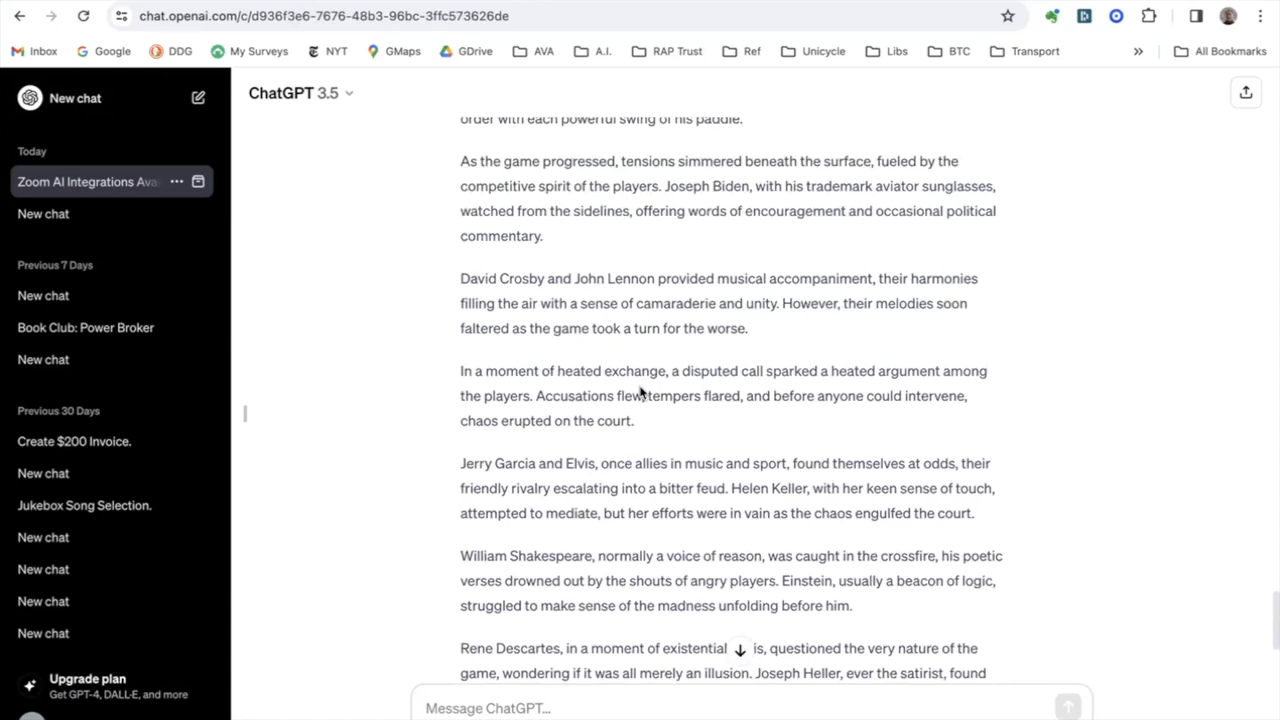 chat.openai.com/c/d936f3e6-7676-48b3-96bc-3ffc573626de
Inbox Google DDG My Surveys NYT GMaps GDrive AVA A.I. RAP Trust Ref Unicycle Libs BTC Transport » All Bookmarks
New chat
Today
Zoom AI Integrations Ava
New chat
Previous 7 Days
New chat
Book Club: Power Broker
New chat
Previous 30 Days
Create $200 Invoice.
New chat
Jukebox Song Selection.
New chat
New chat
New chat
New chat
Upgrade plan
Get GPT-4, DALL·E, and more
ChatGPT 3.5
order with each powerful swing of his paddle.
As the game progressed, tensions simmered beneath the surface, fueled by the
competitive spirit of the players. Joseph Biden, with his trademark aviator sunglasses,
watched from the sidelines, offering words of encouragement and occasional political
commentary.
David Crosby and John Lennon provided musical accompaniment, their harmonies
filling the air with a sense of camaraderie and unity. However, their melodies soon
faltered as the game took a turn for the worse.
In a moment of heated exchange, a disputed call sparked a heated argument among
the players. Accusations flew, tempers flared, and before anyone could intervene,
chaos erupted on the court.
Jerry Garcia and Elvis, once allies in music and sport, found themselves at odds, their
friendly rivalry escalating into a bitter feud. Helen Keller, with her keen sense of touch,
attempted to mediate, but her efforts were in vain as the chaos engulfed the court.
William Shakespeare, normally a voice of reason, was caught in the crossfire, his poetic
verses drowned out by the shouts of angry players. Einstein, usually a beacon of logic,
struggled to make sense of the madness unfolding before him.
Rene Descartes, in a moment of existential is, questioned the very nature of the
game, wondering if it was all merely an illusion. Joseph Heller, ever the satirist, found
Message ChatGPT...